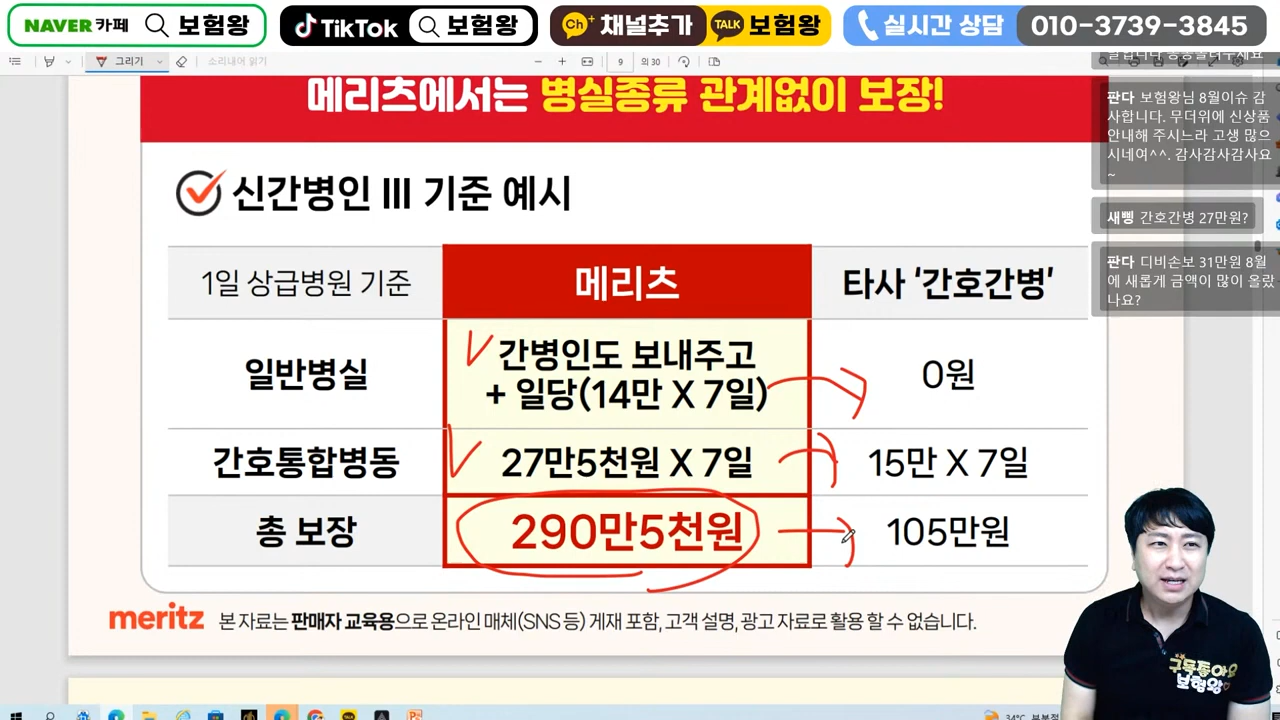 NAVER 카페 보험왕
TikTok 보험왕
Ch+ 채널추가 TALK 보험왕
실시간 상담 010-3739-3845
그리기
소리내어 읽기
9 의 30
메리츠에서는 병실종류 관계없이 보장!
신간병인 III 기준 예시
1일 상급병원 기준 메리츠 타사 ‘간호간병’
일반병실 간병인도 보내주고 0원
+ 일당(14만 X 7일)
간호통합병동 27만5천원 X 7일 15만 X 7일
총 보장 290만5천원 105만원
meritz 본 자료는 판매자 교육용으로 온라인 매체(SNS 등) 게재 포함, 고객 설명, 광고 자료로 활용 할 수 없습니다.
판다 보험왕님 8월이슈 감
사합니다. 무더위에 신상품
안내해 주시느라 고생 많으
시네여^^. 감사감사감사요
~
새삥 간호간병 27만원?
판다 디비손보 31만원 8월
에 새롭게 금액이 많이 올랐
나요?
구독좋아요
보험왕
34°C